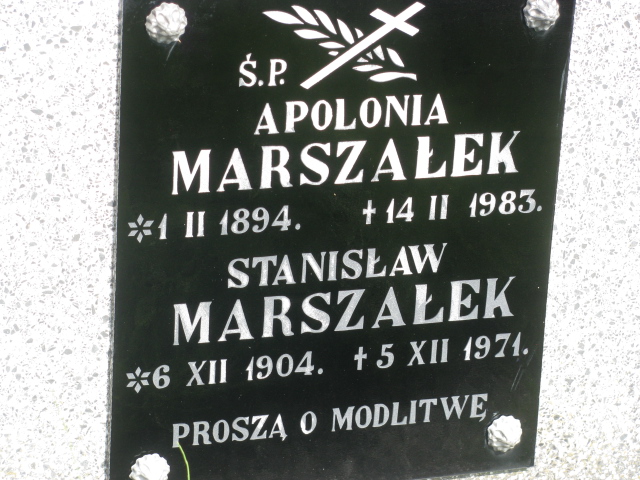 Ś.P.
APOLONIA
MARSZAŁEK
*1 II 1894. †14 II 1983.
STANISŁAW
MARSZAŁEK
*6 XII 1904. †5 XII 1971.
PROSZĄ O MODLITWĘ